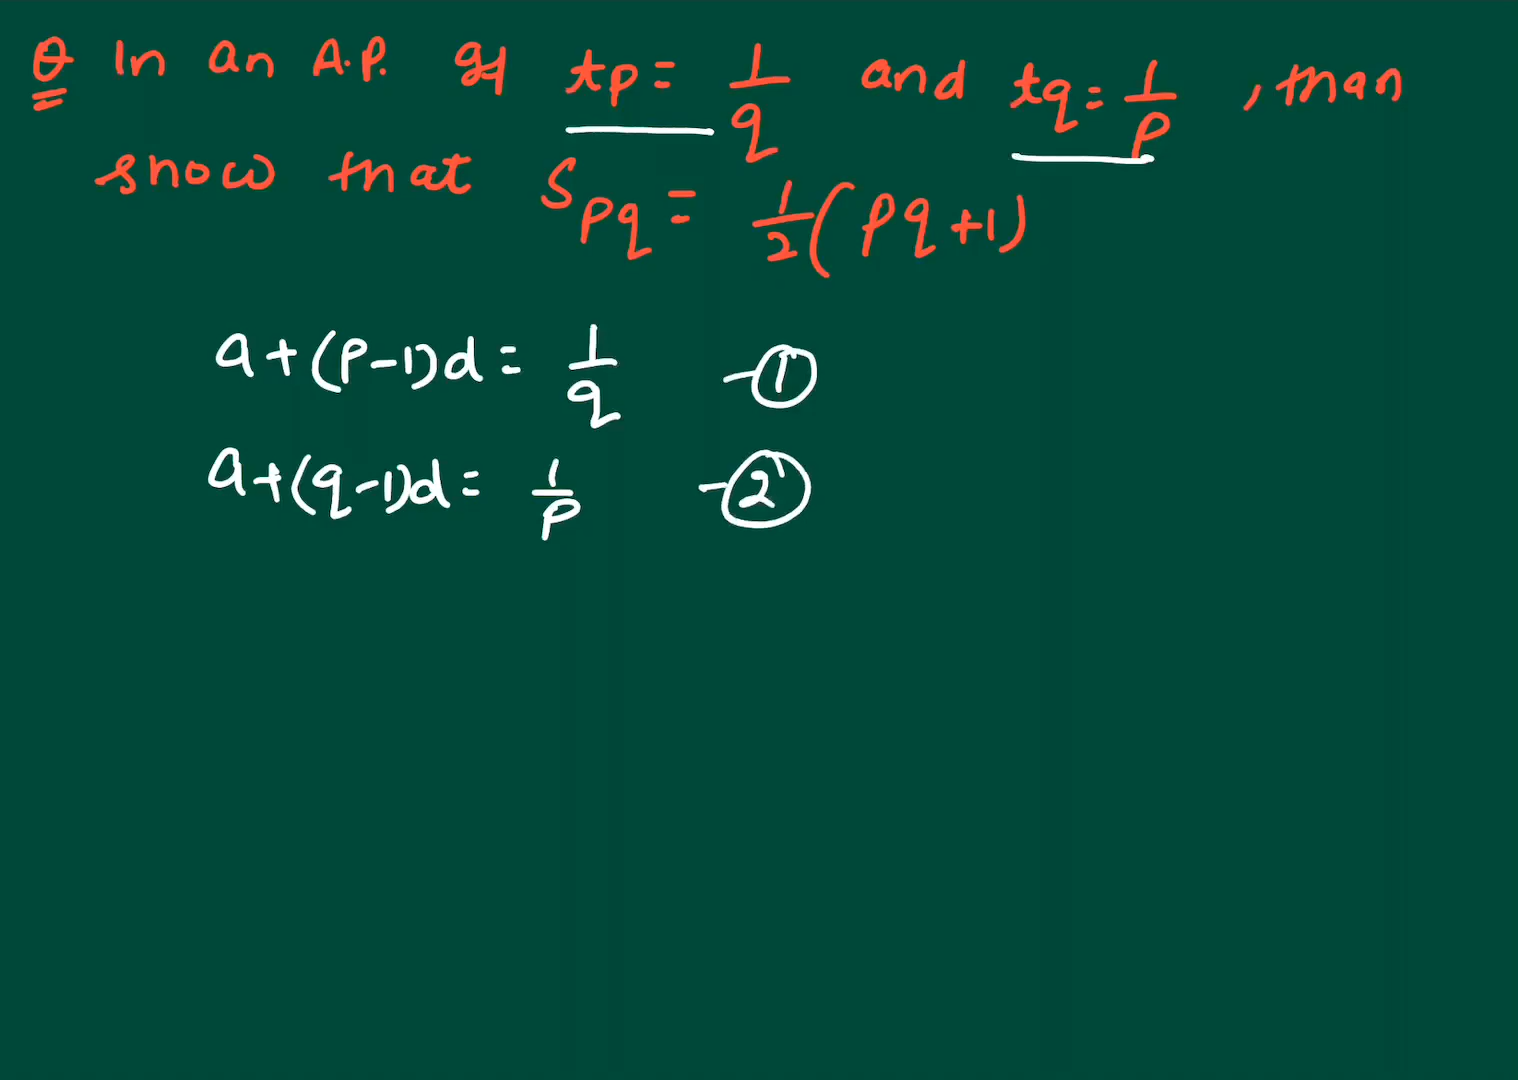 Q In an A.P. If tp = 1/q and tq = 1/p , than
show that Spq = 1/2 (pq+1)
a+(p-1)d = 1/q -①
a+(q-1)d = 1/p -②